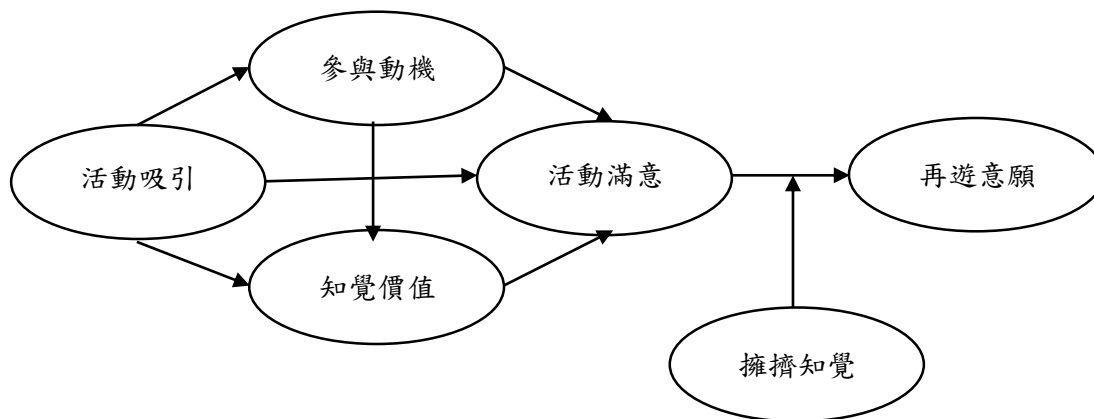 參與動機
活動吸引
活動滿意
再遊意願
知覺價值
擁擠知覺